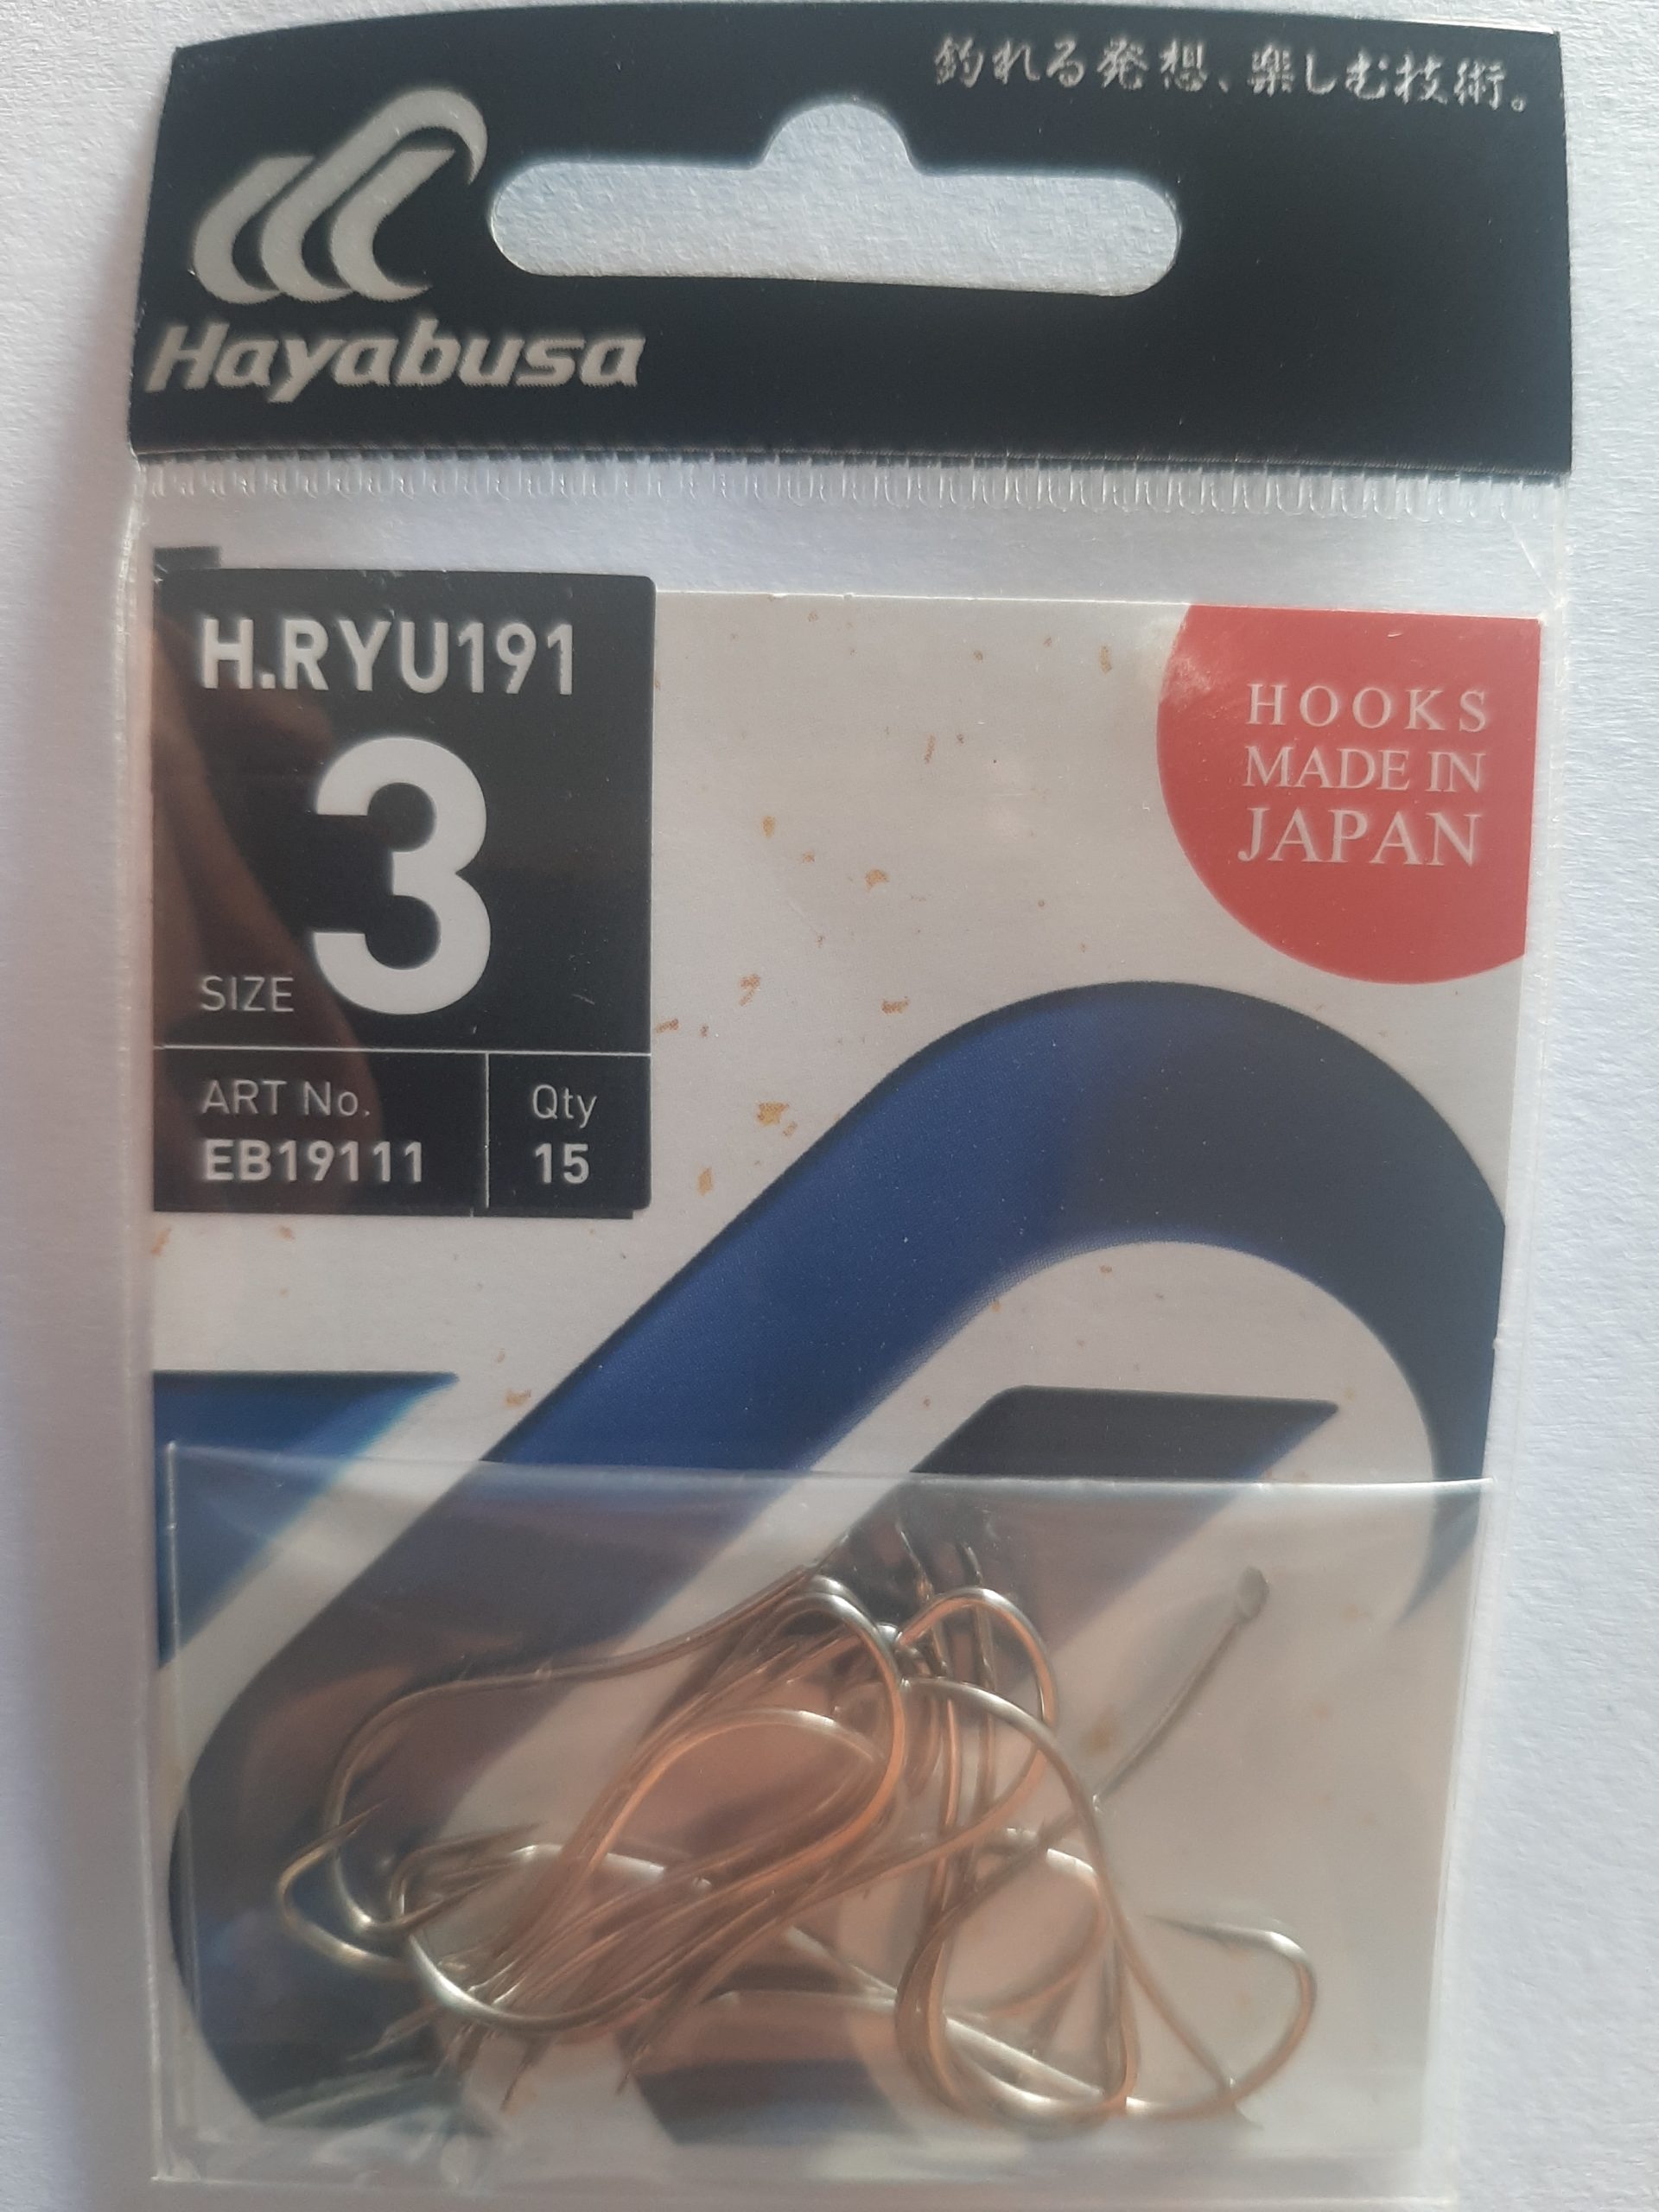 釣れる発想、楽しむ技術。
Hayabusa
H.RYU191
SIZE 3
HOOKS
MADE IN
JAPAN
ART No.
EB19111
Qty
15